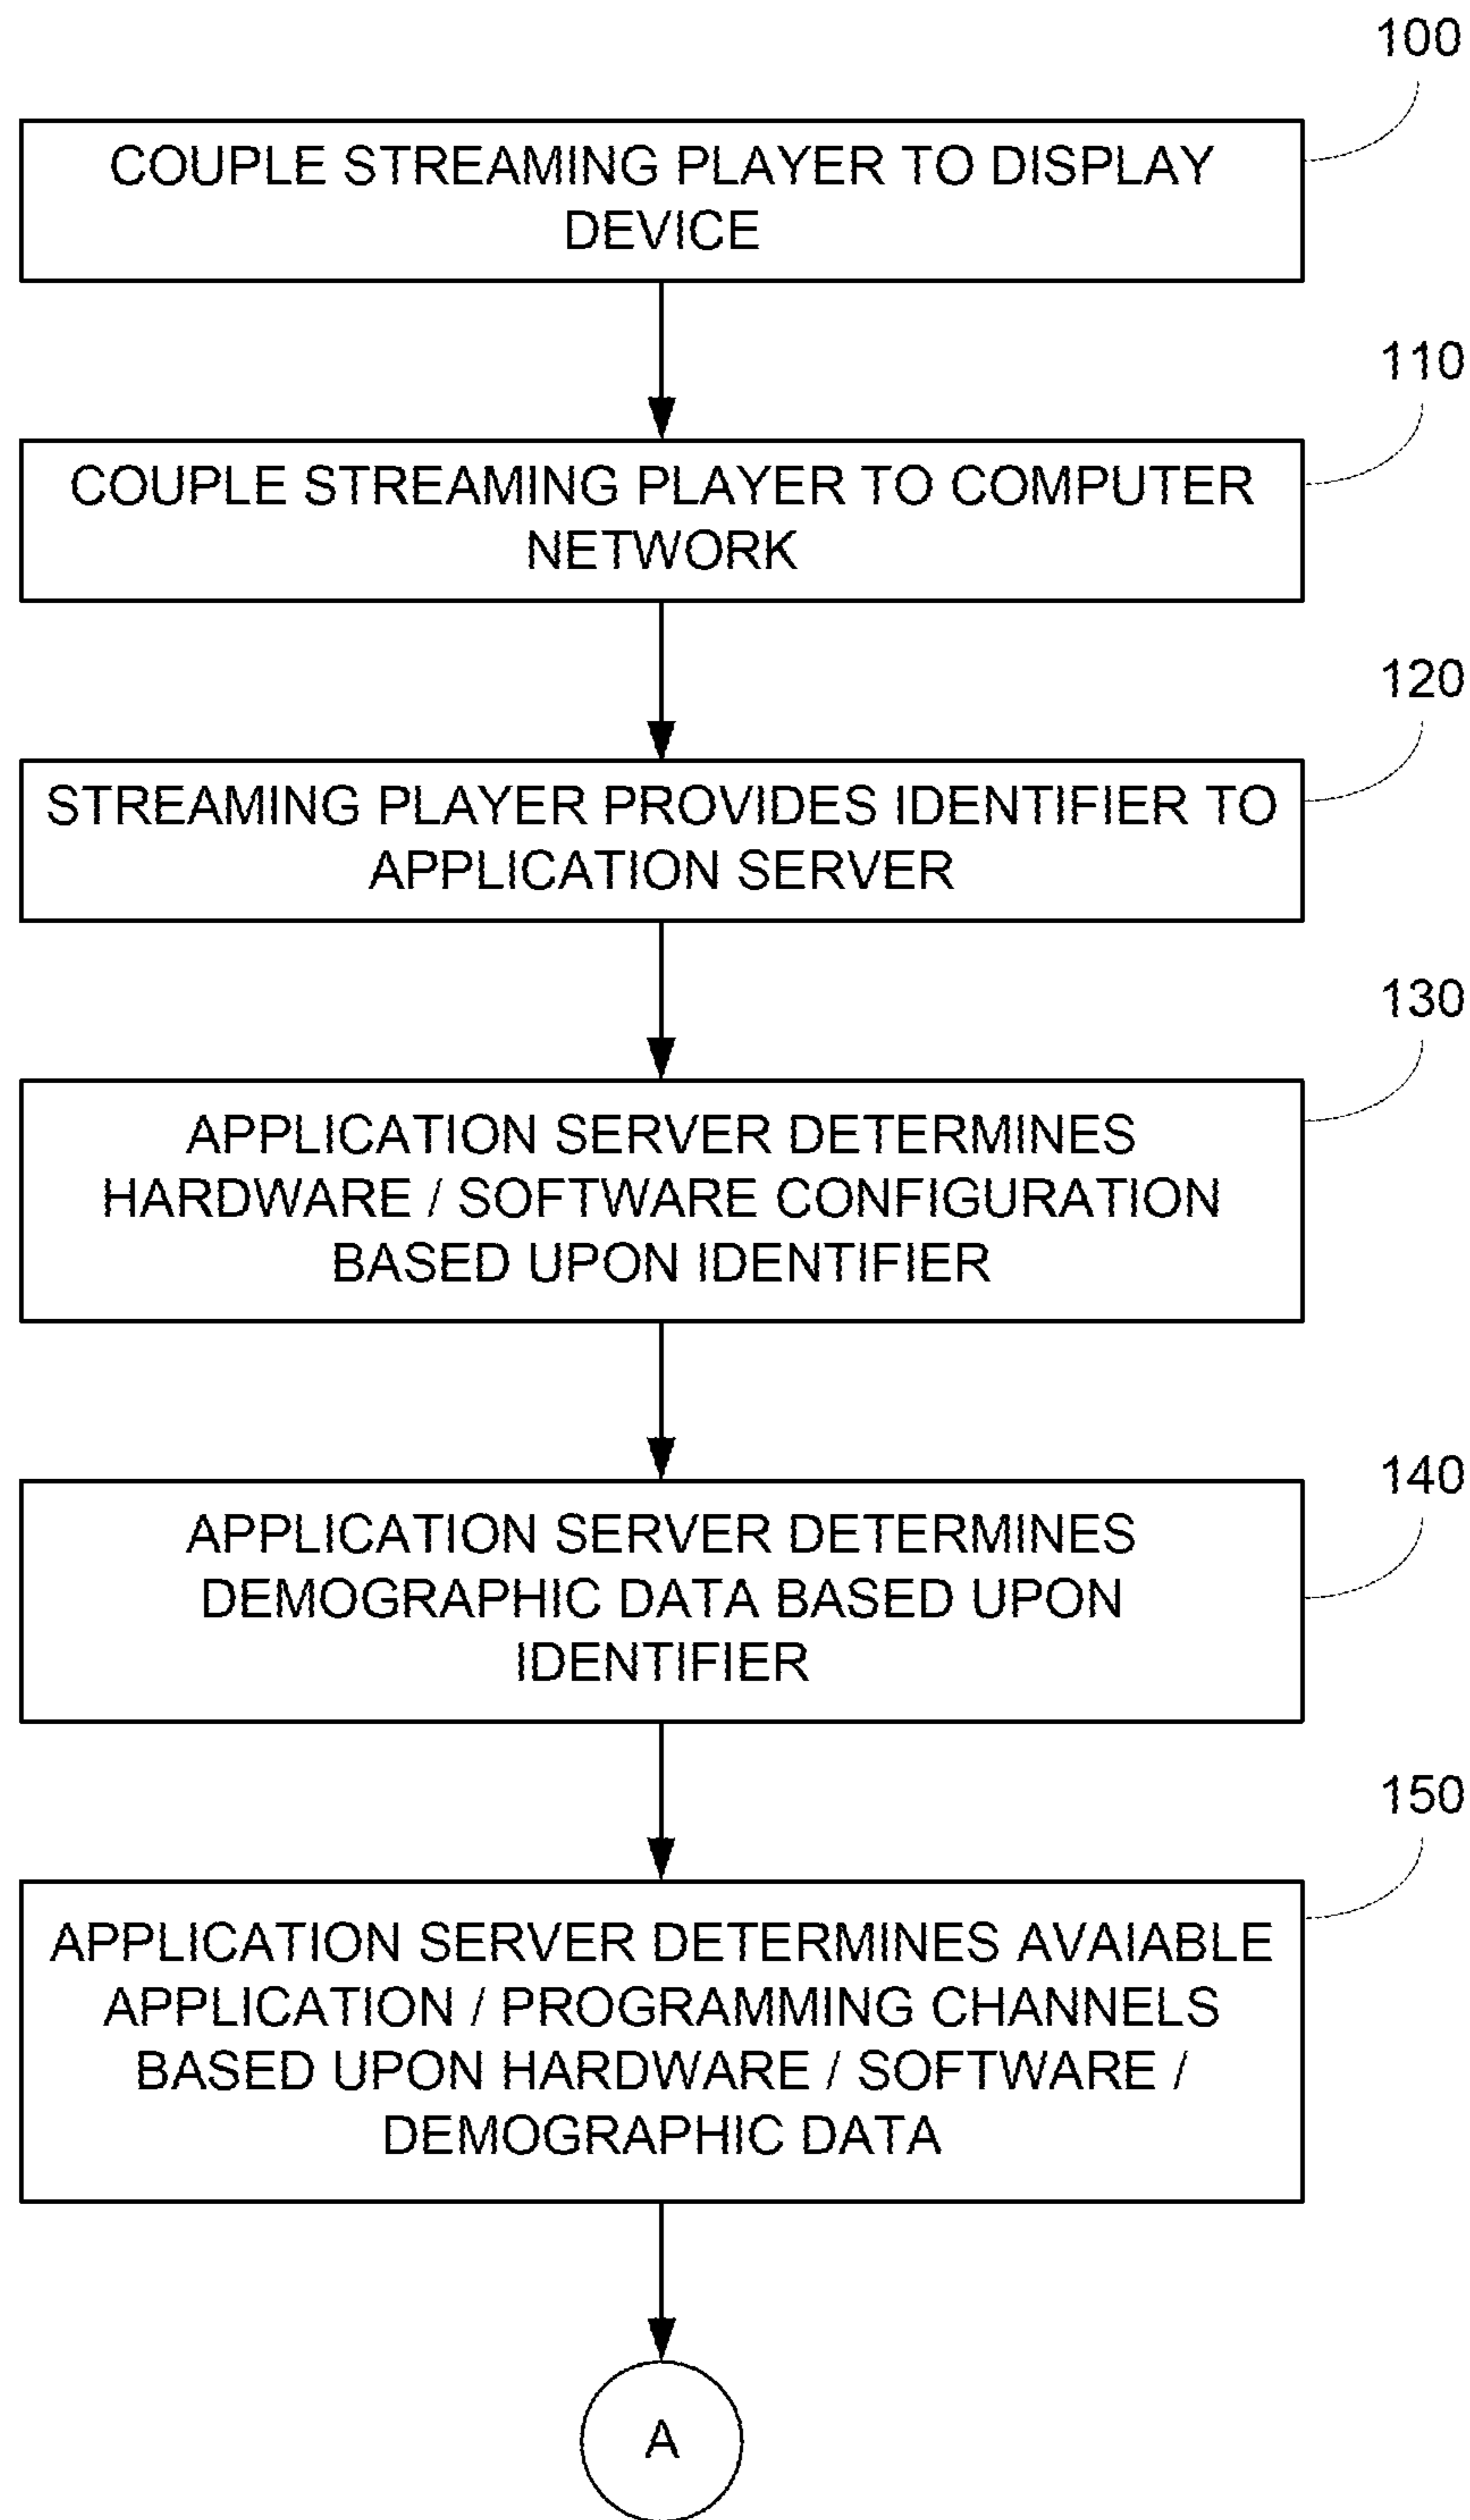 100
COUPLE STREAMING PLAYER TO DISPLAY
DEVICE
110
COUPLE STREAMING PLAYER TO COMPUTER
NETWORK
120
STREAMING PLAYER PROVIDES IDENTIFIER TO
APPLICATION SERVER
130
APPLICATION SERVER DETERMINES
HARDWARE / SOFTWARE CONFIGURATION
BASED UPON IDENTIFIER
140
APPLICATION SERVER DETERMINES
DEMOGRAPHIC DATA BASED UPON
IDENTIFIER
150
APPLICATION SERVER DETERMINES AVAIABLE
APPLICATION / PROGRAMMING CHANNELS
BASED UPON HARDWARE / SOFTWARE /
DEMOGRAPHIC DATA
A